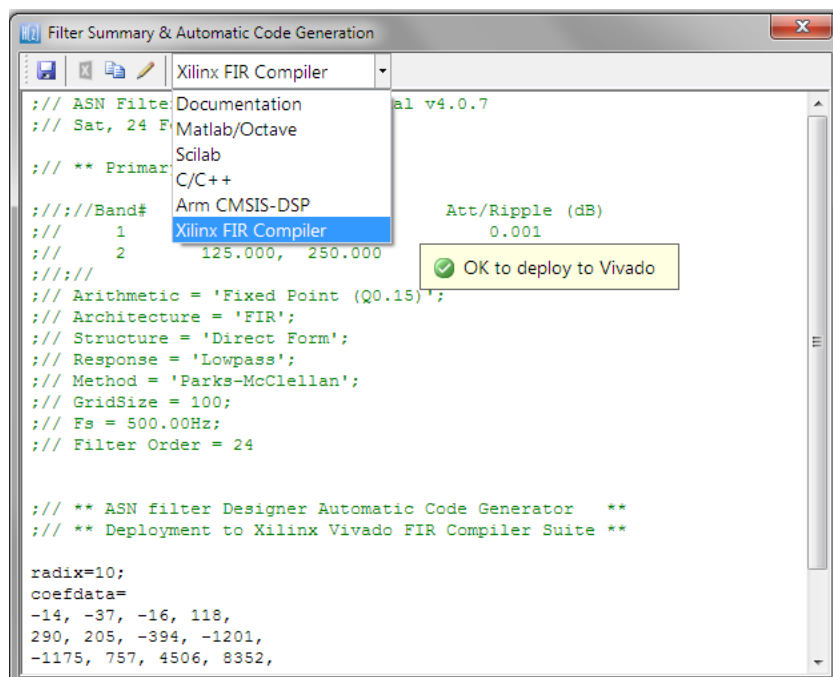 Filter Summary & Automatic Code Generation
Xilinx FIR Compiler
;// ASN Filte
Documentation
al v4.0.7
;// Sat, 24 F
Matlab/Octave
Scilab
;// ** Primar
C/C++
Arm CMSIS-DSP
;//;//Band#
Att/Ripple (dB)
Xilinx FIR Compiler
;// 1
0.001
;// 2 125.000, 250.000
OK to deploy to Vivado
;//;//
;// Arithmetic = 'Fixed Point (Q0.15)';
;// Architecture = 'FIR';
;// Structure = 'Direct Form';
;// Response = 'Lowpass';
;// Method = 'Parks-McClellan';
;// GridSize = 100;
;// Fs = 500.00Hz;
;// Filter Order = 24
;// ** ASN filter Designer Automatic Code Generator **
;// ** Deployment to Xilinx Vivado FIR Compiler Suite **
radix=10;
coefdata=
-14, -37, -16, 118,
290, 205, -394, -1201,
-1175, 757, 4506, 8352,